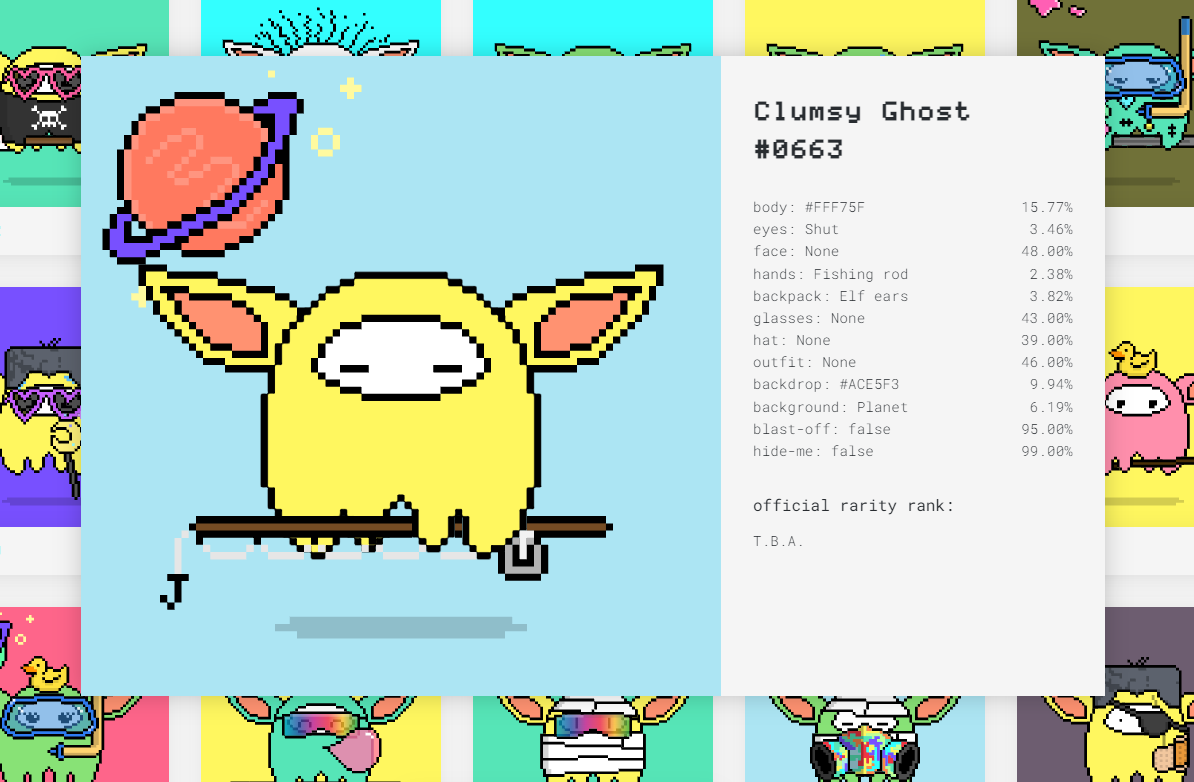 Clumsy Ghost
#0663
body: #FFF75F 15.77%
eyes: Shut 3.46%
face: None 48.00%
hands: Fishing rod 2.38%
backpack: Elf ears 3.82%
glasses: None 43.00%
hat: None 39.00%
outfit: None 46.00%
backdrop: #ACE5F3 9.94%
background: Planet 6.19%
blast-off: false 95.00%
hide-me: false 99.00%
official rarity rank:
T.B.A.